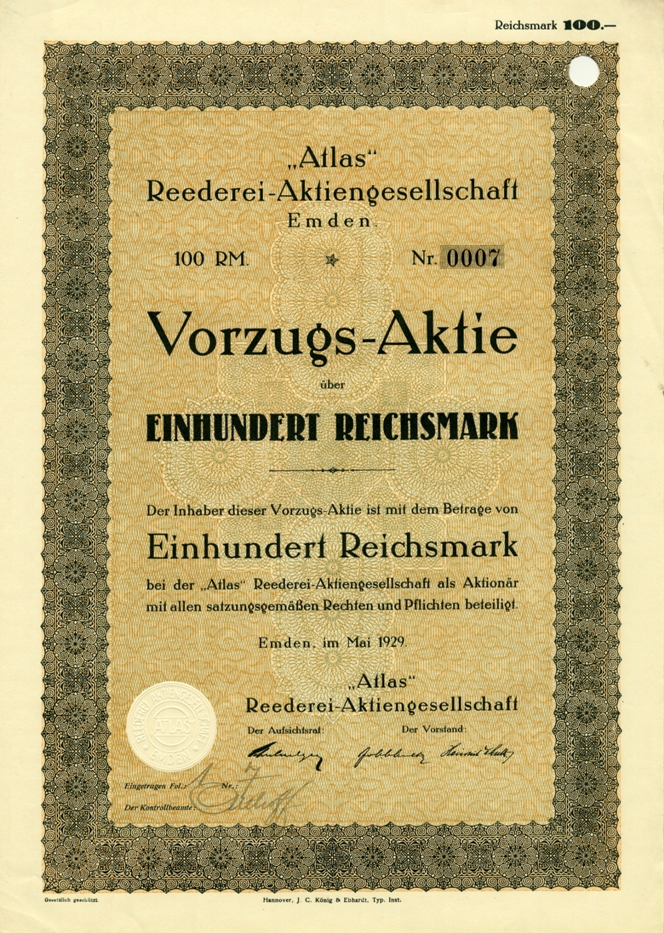 Reichsmark 100.—
„Atlas“
Reederei-Aktiengesellschaft
Emden.
100 RM. Nr. 0007
Vorzugs-Aktie
über
EINHUNDERT REICHSMARK
Der Inhaber dieser Vorzugs-Aktie ist mit dem Betrage von
Einhundert Reichsmark
bei der „Atlas“ Reederei-Aktiengesellschaft als Aktionär
mit allen satzungsgemäßen Rechten und Pflichten beteiligt.
Emden, im Mai 1929.
„Atlas“
Reederei-Aktiengesellschaft
Der Aufsichtsrat: Der Vorstand:
Eingetragen Fol.: 1 Nr.: 7
Der Kontrollbeamte:
Gesetzlich geschützt.
Hannover, J. C. König & Ebhardt, Typ. Inst.